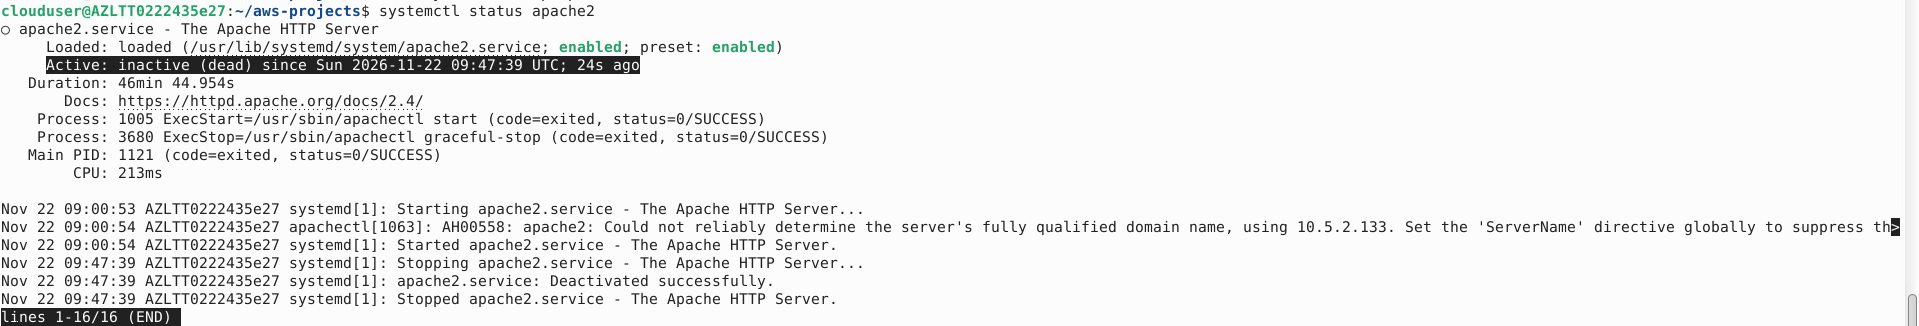 clouduser@AZLTT0222435e27:~/aws-projects$ systemctl status apache2
○ apache2.service - The Apache HTTP Server
     Loaded: loaded (/usr/lib/systemd/system/apache2.service; enabled; preset: enabled)
     Active: inactive (dead) since Sun 2026-11-22 09:47:39 UTC; 24s ago
   Duration: 46min 44.954s
       Docs: https://httpd.apache.org/docs/2.4/
    Process: 1005 ExecStart=/usr/sbin/apachectl start (code=exited, status=0/SUCCESS)
    Process: 3680 ExecStop=/usr/sbin/apachectl graceful-stop (code=exited, status=0/SUCCESS)
   Main PID: 1121 (code=exited, status=0/SUCCESS)
        CPU: 213ms

Nov 22 09:00:53 AZLTT0222435e27 systemd[1]: Starting apache2.service - The Apache HTTP Server...
Nov 22 09:00:54 AZLTT0222435e27 apachectl[1063]: AH00558: apache2: Could not reliably determine the server's fully qualified domain name, using 10.5.2.133. Set the 'ServerName' directive globally to suppress th>
Nov 22 09:00:54 AZLTT0222435e27 systemd[1]: Started apache2.service - The Apache HTTP Server.
Nov 22 09:47:39 AZLTT0222435e27 systemd[1]: Stopping apache2.service - The Apache HTTP Server...
Nov 22 09:47:39 AZLTT0222435e27 systemd[1]: apache2.service: Deactivated successfully.
Nov 22 09:47:39 AZLTT0222435e27 systemd[1]: Stopped apache2.service - The Apache HTTP Server.
lines 1-16/16 (END)